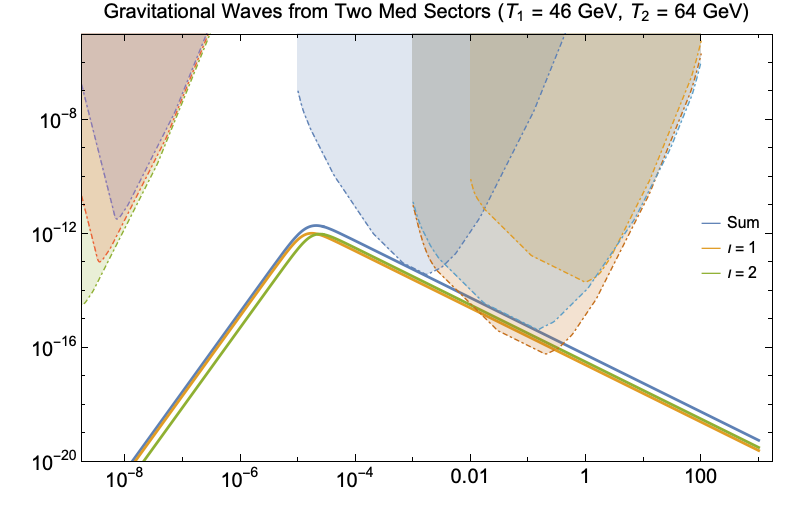 Gravitational Waves from Two Med Sectors (T₁ = 46 GeV, T₂ = 64 GeV)
10⁻⁸
10⁻¹²
10⁻¹⁶
10⁻²⁰
Sum
ı = 1
ı = 2
10⁻⁸ 10⁻⁶ 10⁻⁴ 0.01 1 100